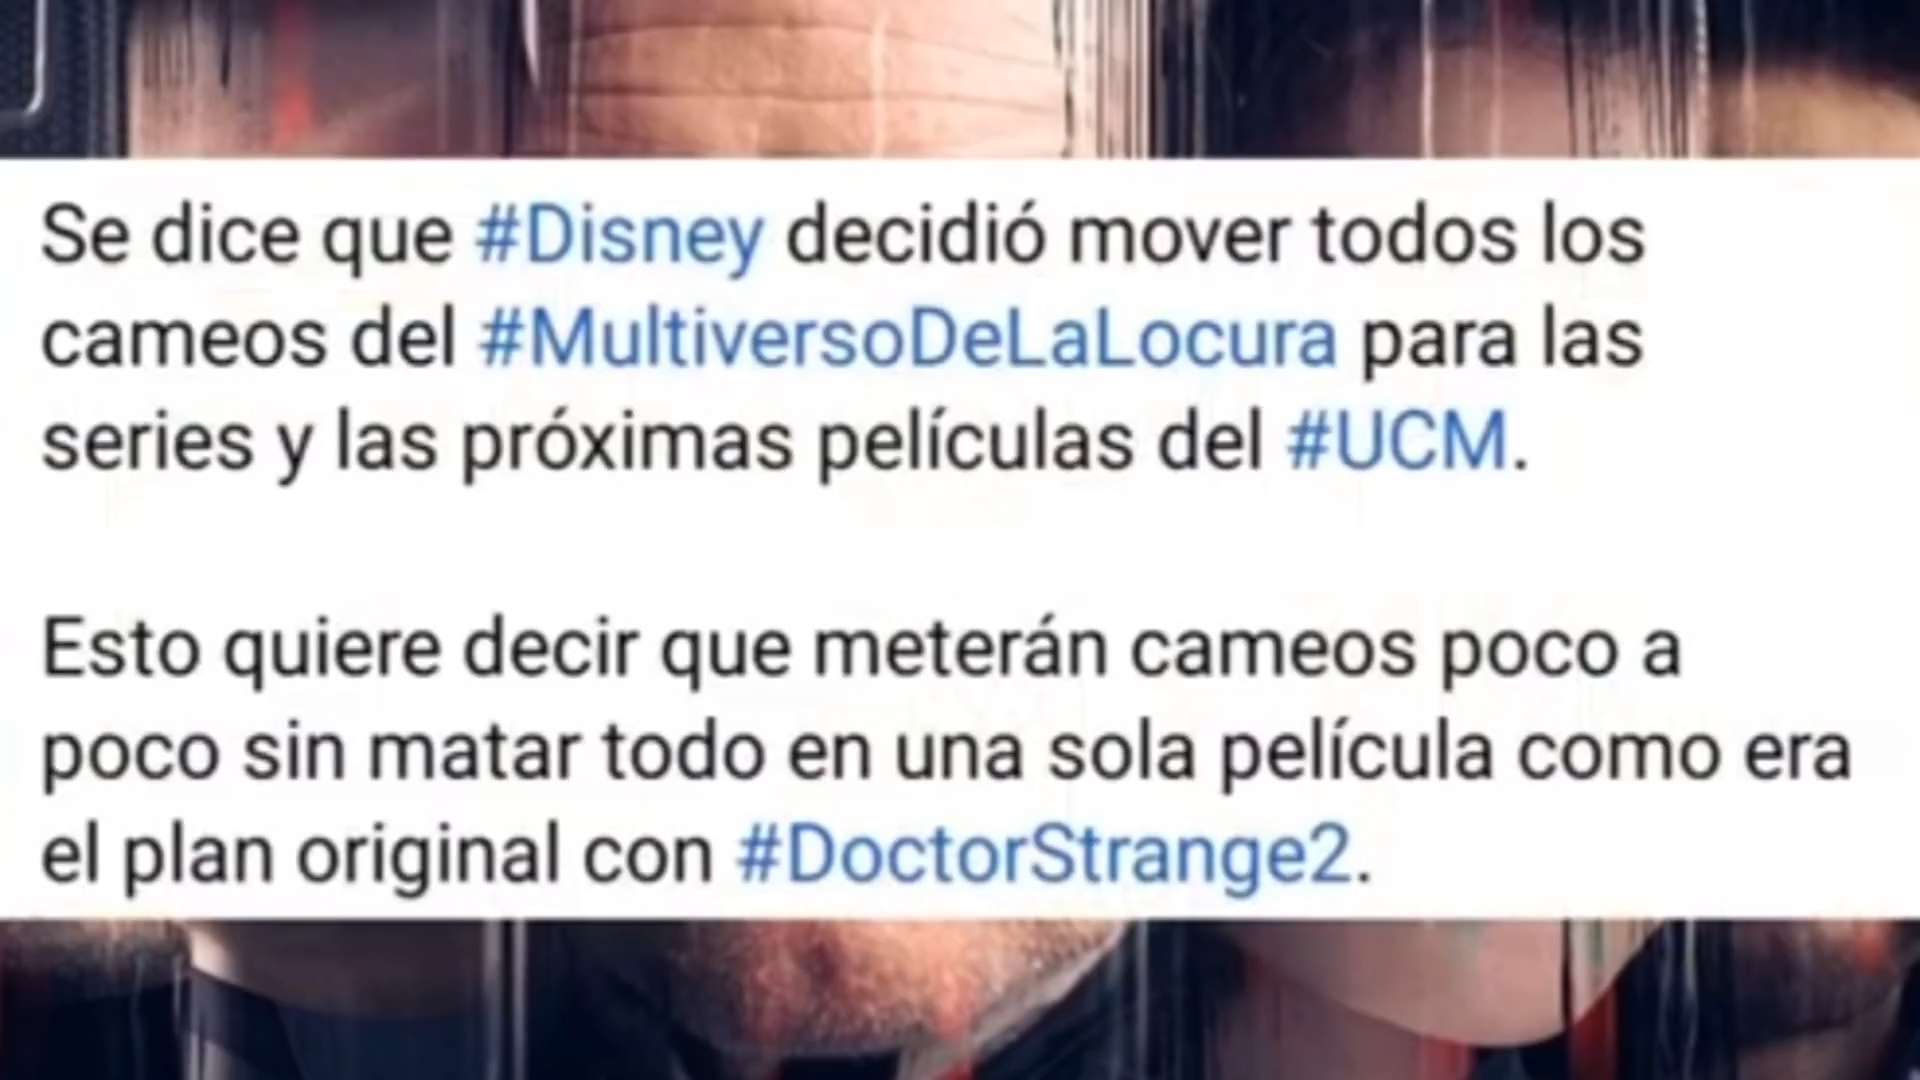 Se dice que #Disney decidió mover todos los
cameos del #MultiversoDeLaLocura para las
series y las próximas películas del #UCM.
Esto quiere decir que meterán cameos poco a
poco sin matar todo en una sola película como era
el plan original con #DoctorStrange2.